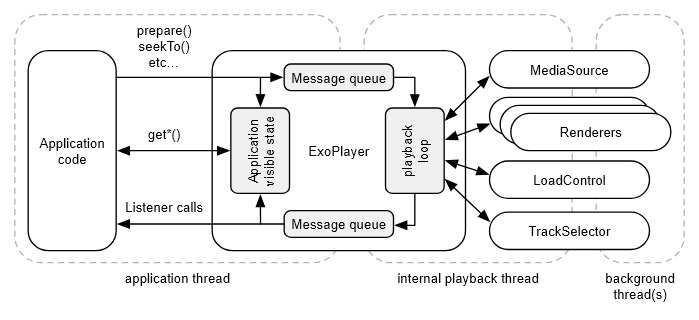 prepare()
seekTo()
etc...
Message queue
MediaSource
Application
code
get*()
Application
visible state
ExoPlayer
playback
loop
Renderers
LoadControl
Listener calls
Message queue
TrackSelector
application thread
internal playback thread
background
thread(s)